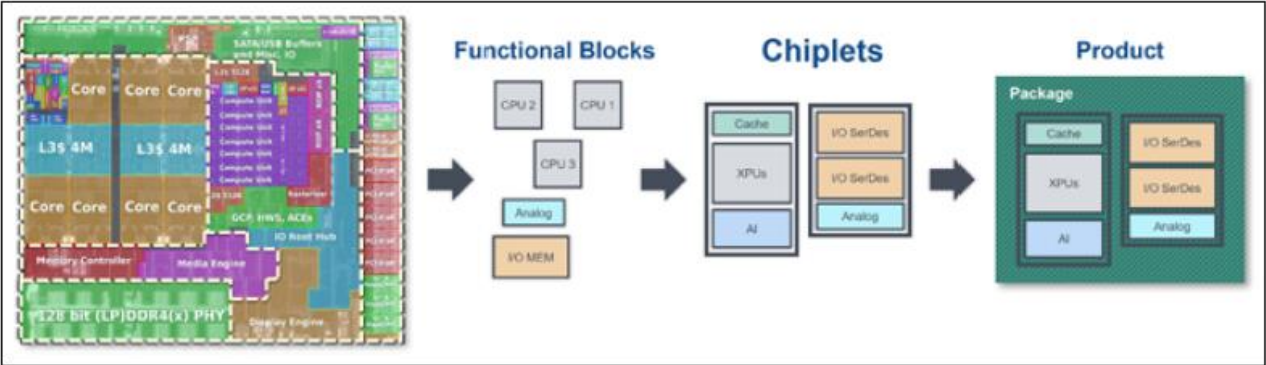 SATA/USB Buffers
and Misc. IO
L2$ 512K
Core
Core Core
Compute Unit
Compute Unit
Compute Unit
Compute Unit
Compute Unit
Compute Unit
Compute Unit
L3$ 4M
L3$ 4M
Rasterizer
Core Core
Core Core
GCP, HWS, ACEs
IO Root Hub
Memory Controller
Media Engine
128 bit (LP)DDR4(x) PHY
Display Engine
Functional Blocks
CPU 2
CPU 1
CPU 3
Analog
I/O MEM
Chiplets
Cache
XPUs
AI
I/O SerDes
I/O SerDes
Analog
Product
Package
Cache
XPUs
AI
I/O SerDes
I/O SerDes
Analog